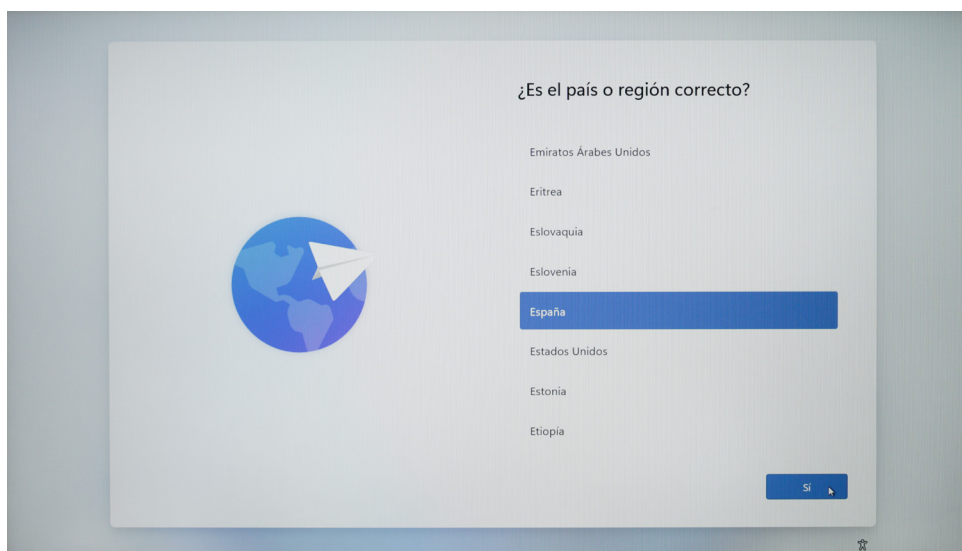 ¿Es el país o región correcto?
Emiratos Árabes Unidos
Eritrea
Eslovaquia
Eslovenia
España
Estados Unidos
Estonia
Etiopía
Sí